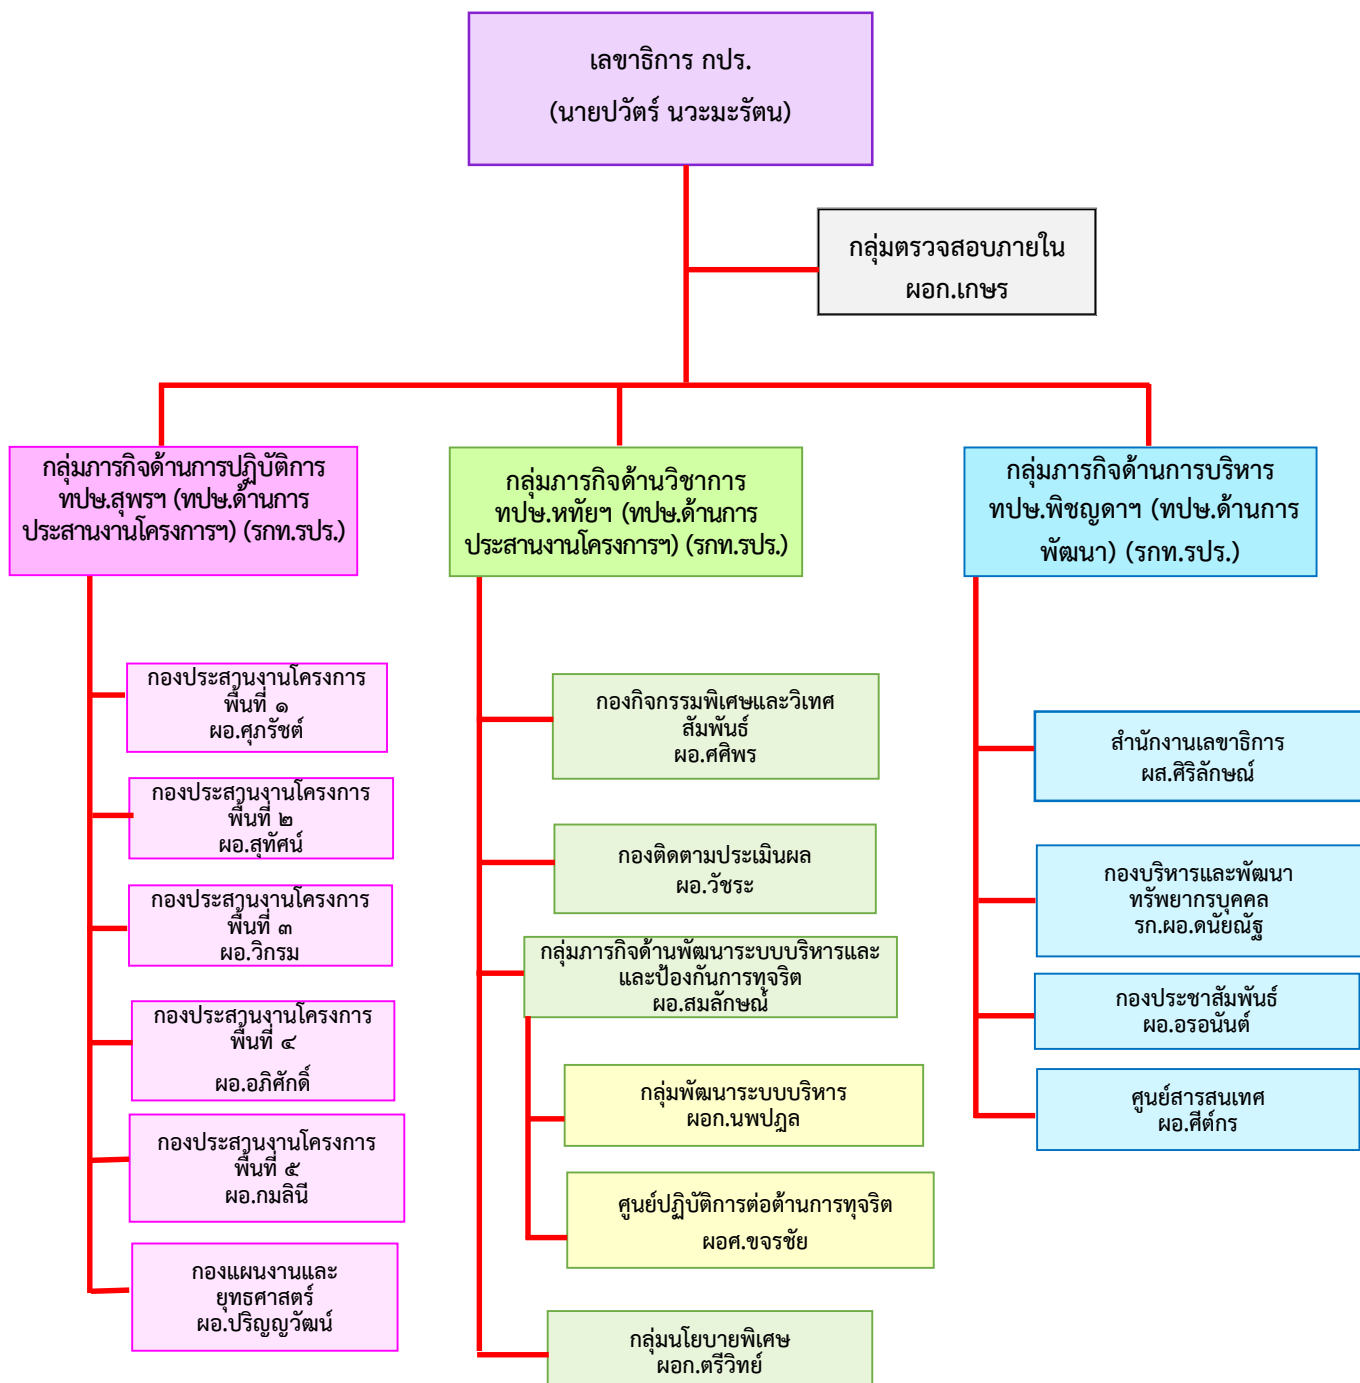 เลขาธิการ กปร.
(นายปวัตร์ นวะมะรัตน)
กลุ่มตรวจสอบภายใน
ผอก.เกษร
กลุ่มภารกิจด้านการปฏิบัติการ
ทปษ.สุพรฯ (ทปษ.ด้านการ
ประสานงานโครงการฯ) (รกท.รปร.)
กองประสานงานโครงการ
พื้นที่ ๑
ผอ.ศุภรัชต์
กองประสานงานโครงการ
พื้นที่ ๒
ผอ.สุทัศน์
กองประสานงานโครงการ
พื้นที่ ๓
ผอ.วิกรม
กองประสานงานโครงการ
พื้นที่ ๔
ผอ.อภิศักดิ์
กองประสานงานโครงการ
พื้นที่ ๕
ผอ.กมลินี
กองแผนงานและ
ยุทธศาสตร์
ผอ.ปริญญวัฒน์
กลุ่มภารกิจด้านวิชาการ
ทปษ.หทัยฯ (ทปษ.ด้านการ
ประสานงานโครงการฯ) (รกท.รปร.)
กองกิจกรรมพิเศษและวิเทศ
สัมพันธ์
ผอ.ศศิพร
กองติดตามประเมินผล
ผอ.วัชระ
กลุ่มภารกิจด้านพัฒนาระบบบริหารและ
และป้องกันการทุจริต
ผอ.สมลักษณ์
กลุ่มพัฒนาระบบบริหาร
ผอก.นพปฎล
ศูนย์ปฏิบัติการต่อต้านการทุจริต
ผอศ.ขจรชัย
กลุ่มนโยบายพิเศษ
ผอก.ตรีวิทย์
กลุ่มภารกิจด้านการบริหาร
ทปษ.พิชญดาฯ (ทปษ.ด้านการ
พัฒนา) (รกท.รปร.)
สำนักงานเลขาธิการ
ผส.ศิริลักษณ์
กองบริหารและพัฒนา
ทรัพยากรบุคคล
รก.ผอ.ดนัยณัฐ
กองประชาสัมพันธ์
ผอ.อรอนันต์
ศูนย์สารสนเทศ
ผอ.ศีต์กร